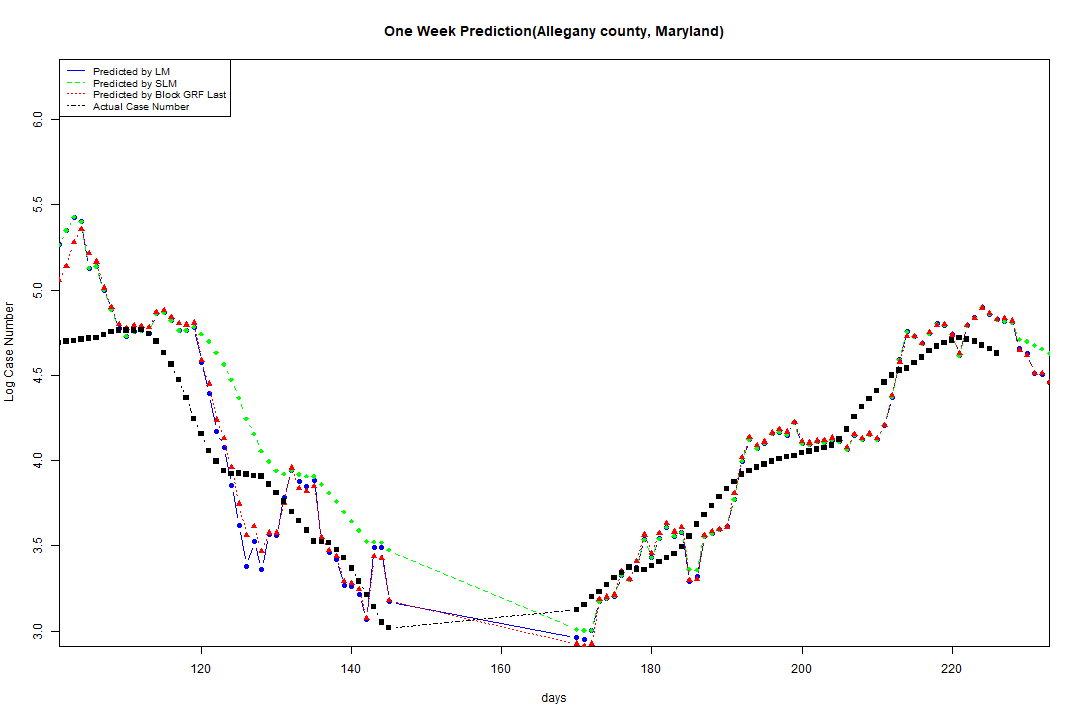 One Week Prediction(Allegany county, Maryland)
Predicted by LM
Predicted by SLM
Predicted by Block GRF Last
Actual Case Number
6.0
5.5
5.0
4.5
4.0
3.5
3.0
Log Case Number
120 140 160 180 200 220
days